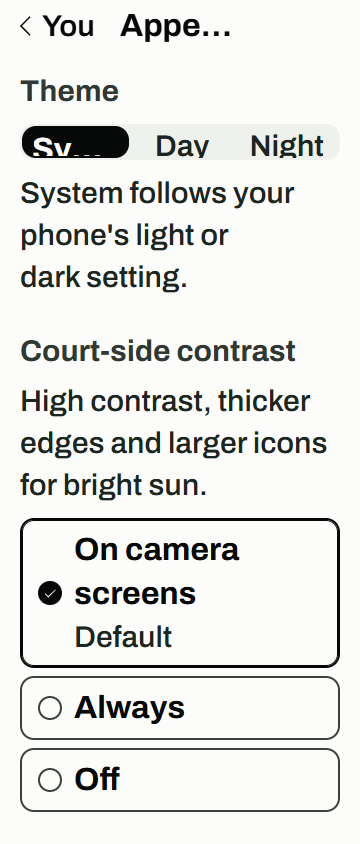 You Appe...
Theme
Sy... Day Night
System follows your
phone's light or
dark setting.
Court-side contrast
High contrast, thicker
edges and larger icons
for bright sun.
On camera
screens
Default
Always
Off